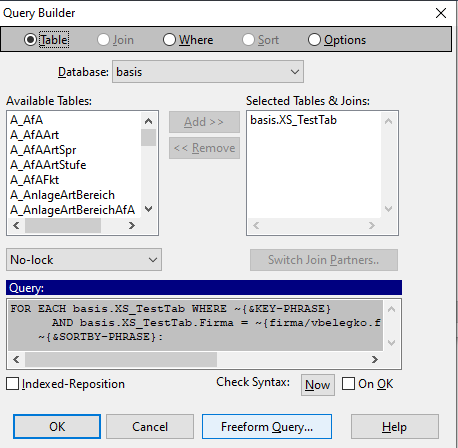 Query Builder
Table
Join
Where
Sort
Options
Database:
basis
Available Tables:
Selected Tables & Joins:
A_AfA
A_AfAArt
A_AfAArtSpr
A_AfAArtStufe
A_AfAFkt
A_AnlageArtBereich
A_AnlageArtBereichAfA
Add >>
<< Remove
basis.XS_TestTab
No-lock
Switch Join Partners..
Query:
FOR EACH basis.XS_TestTab WHERE ~{&KEY-PHRASE}
AND basis.XS_TestTab.Firma = ~{firma/vbelegko.f
~{&SORTBY-PHRASE}:
Indexed-Reposition
Check Syntax:
Now
On OK
OK
Cancel
Freeform Query...
Help